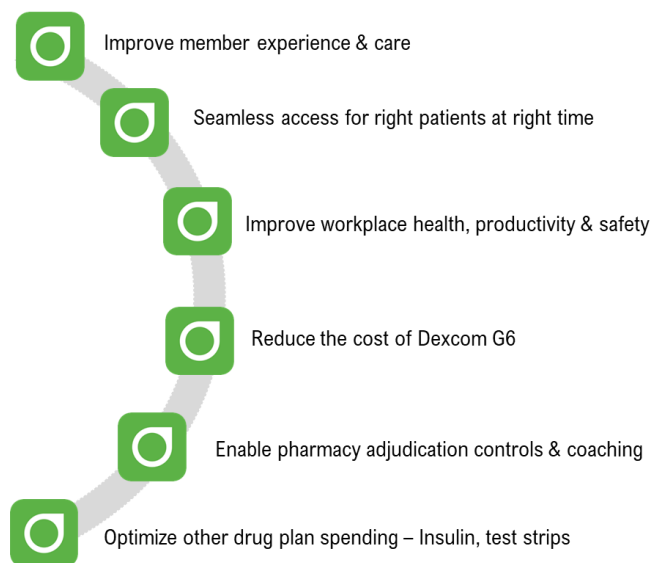 Improve member experience & care
Seamless access for right patients at right time
Improve workplace health, productivity & safety
Reduce the cost of Dexcom G6
Enable pharmacy adjudication controls & coaching
Optimize other drug plan spending – Insulin, test strips